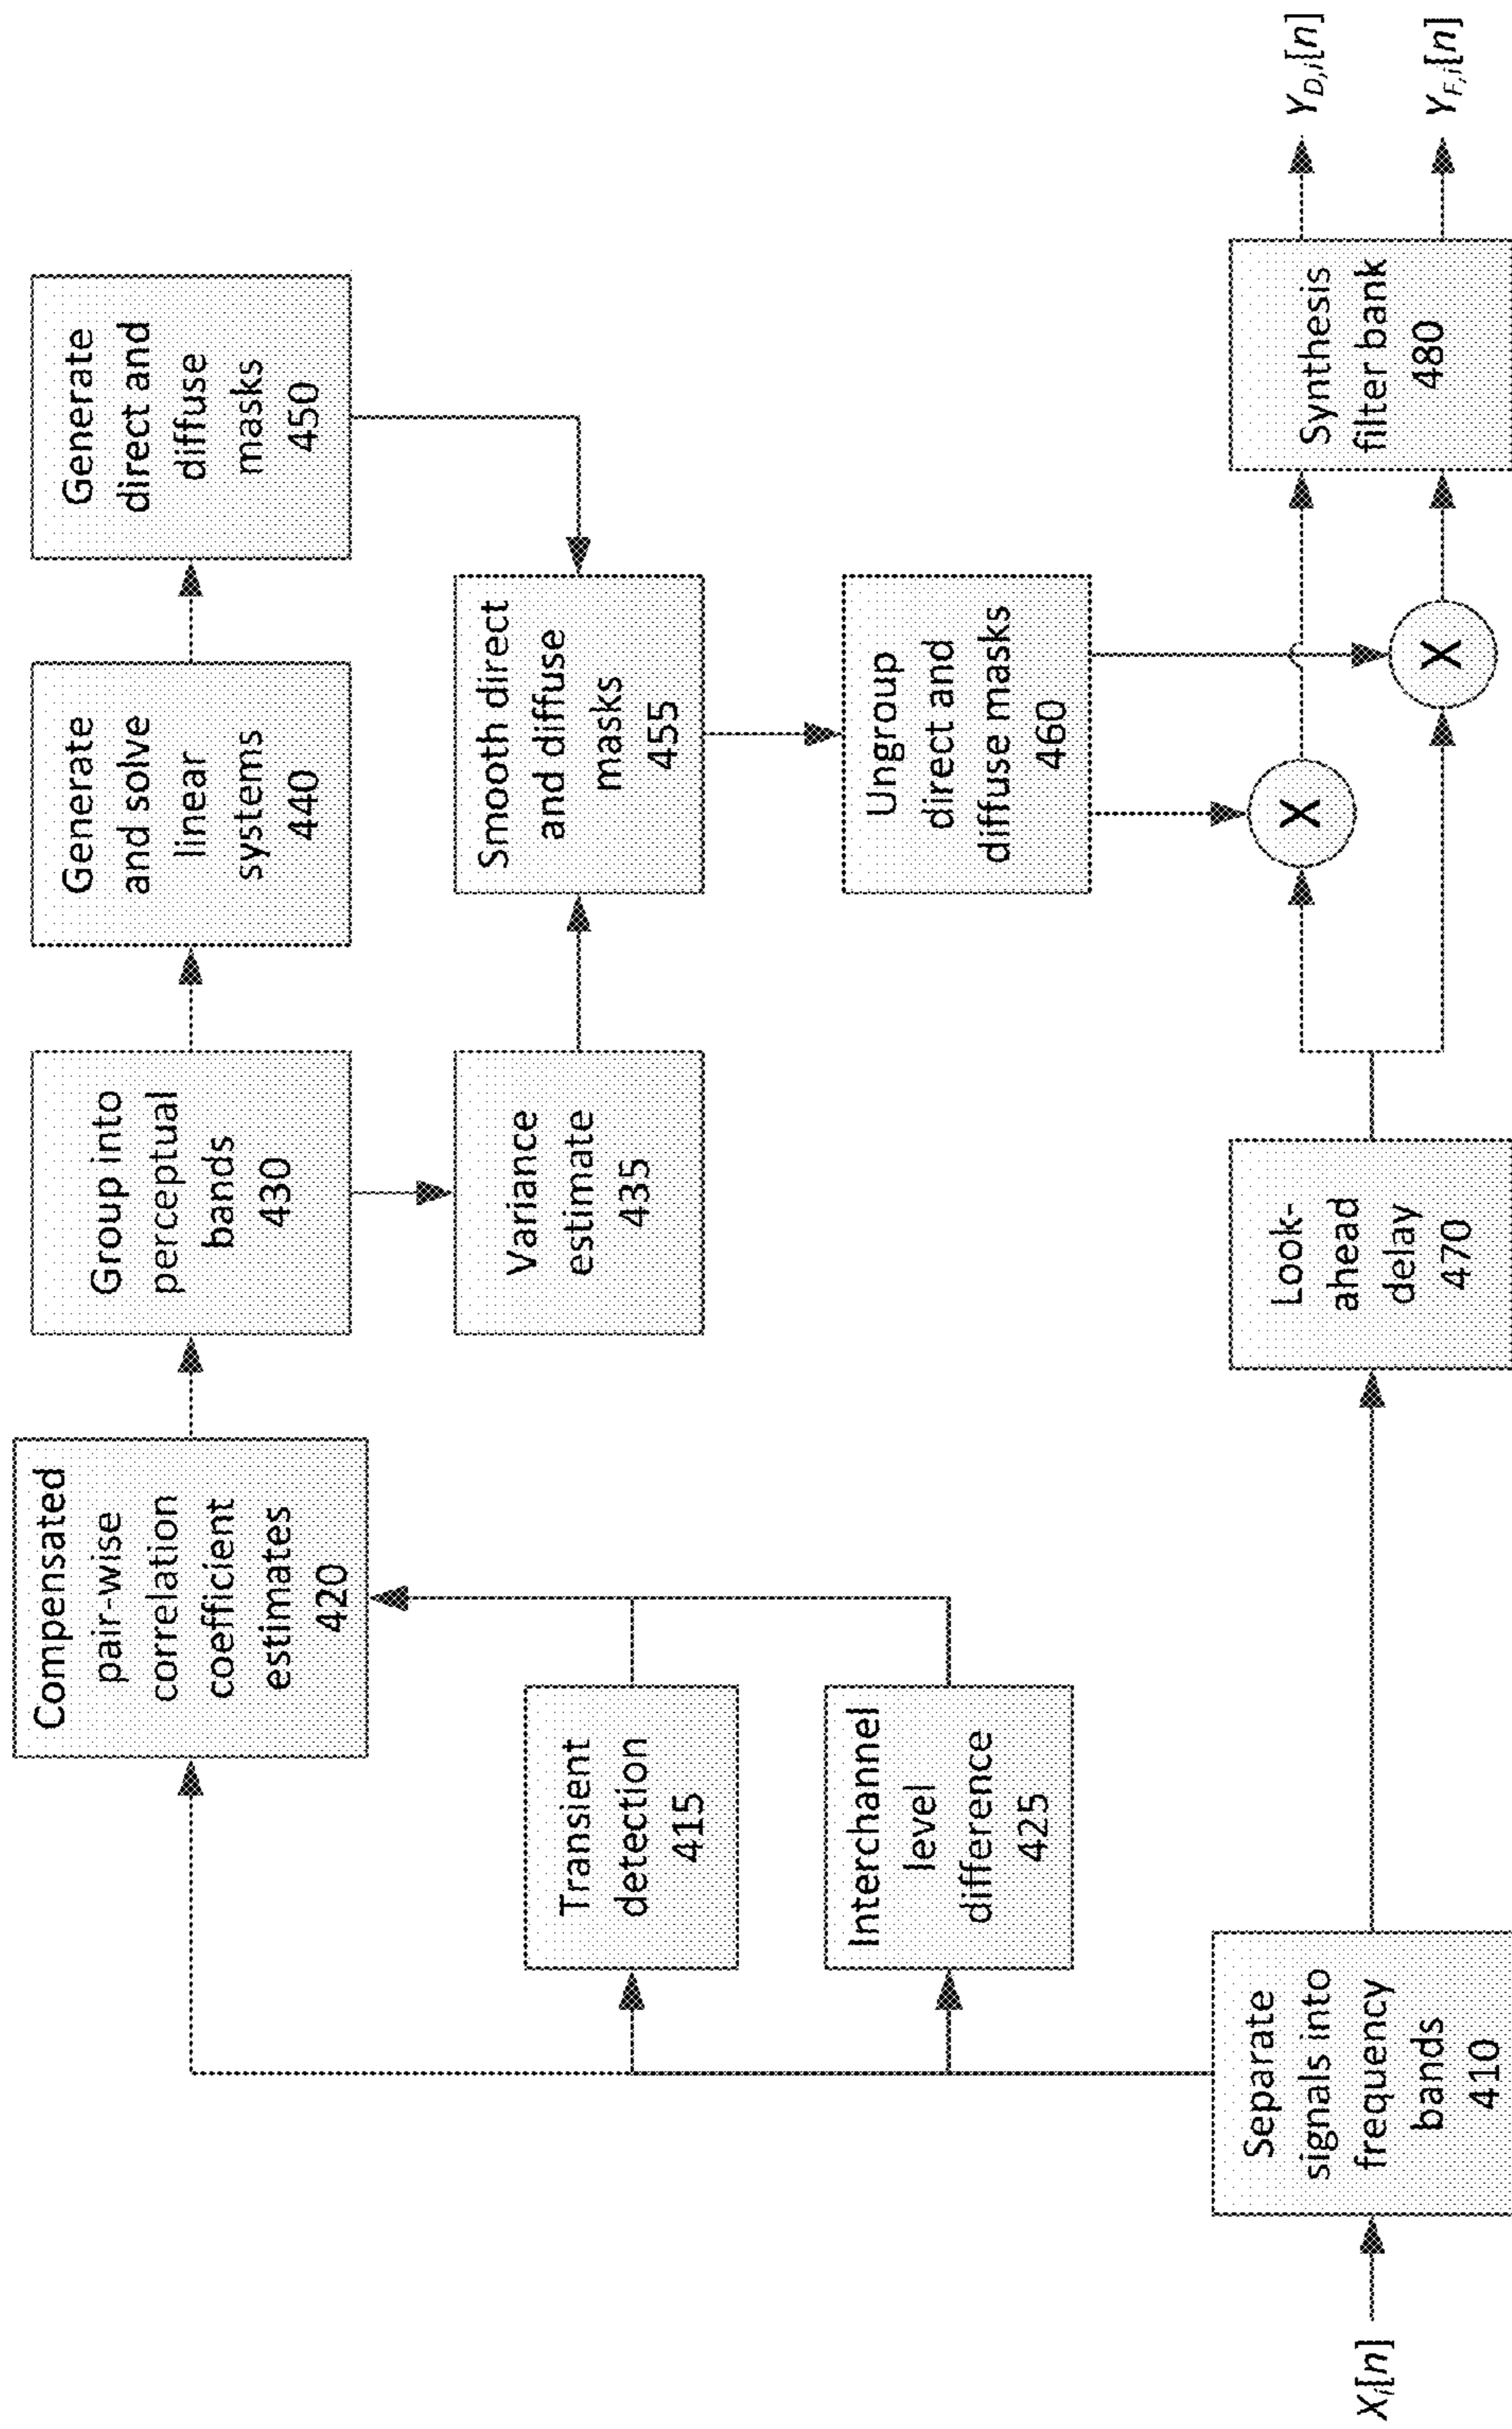 Compensated
pair-wise
correlation
coefficient
estimates
420
Group into
perceptual
bands
430
Generate
and solve
linear
systems
440
Generate
direct and
diffuse
masks
450
Transient
detection
415
Variance
estimate
435
Smooth direct
and diffuse
masks
455
Interchannel
level
difference
425
Ungroup
direct and
diffuse masks
460
X
X
X_i[n]
Separate
signals into
frequency
bands
410
Look-
ahead
delay
470
Synthesis
filter bank
480
Y_{D,i}[n]
Y_{F,i}[n]